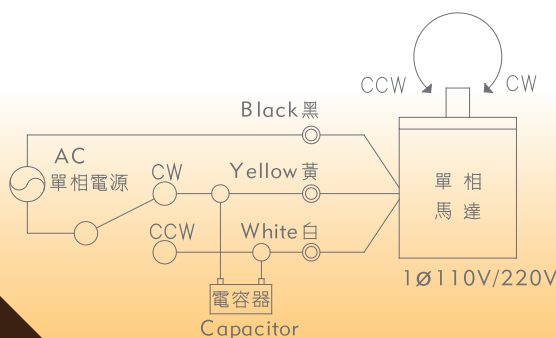 CCW
CW
Black黑
AC
單相電源
CW
Yellow黃
單相
馬達
CCW
White白
1ø110V/220V
電容器
Capacitor